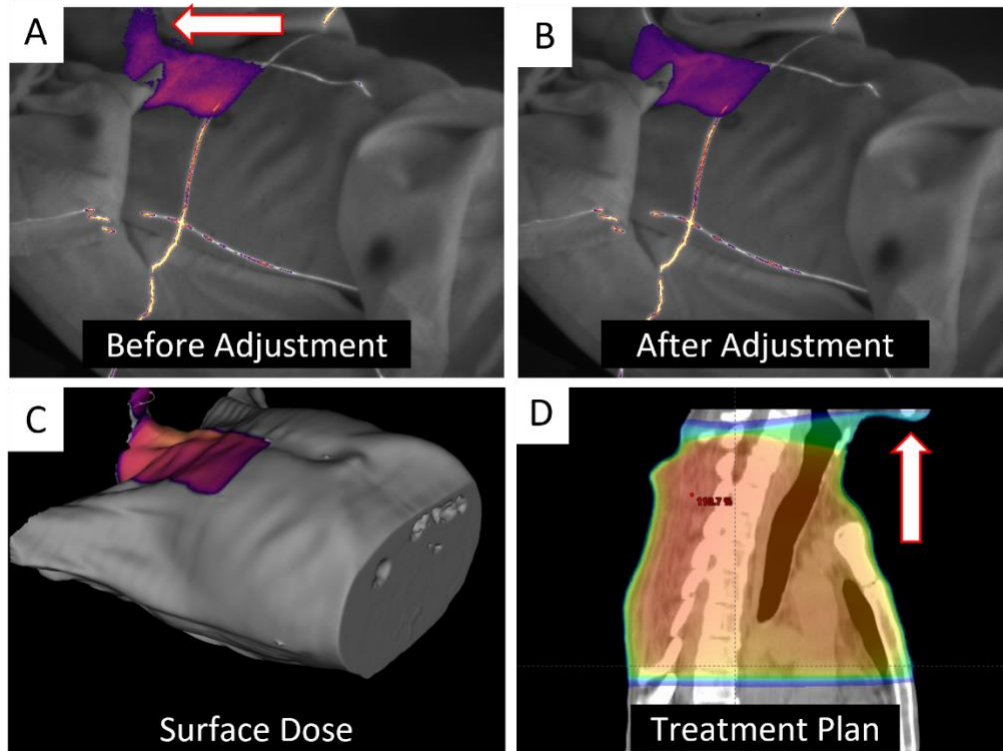 A
Before Adjustment
B
After Adjustment
C
Surface Dose
D
Treatment Plan